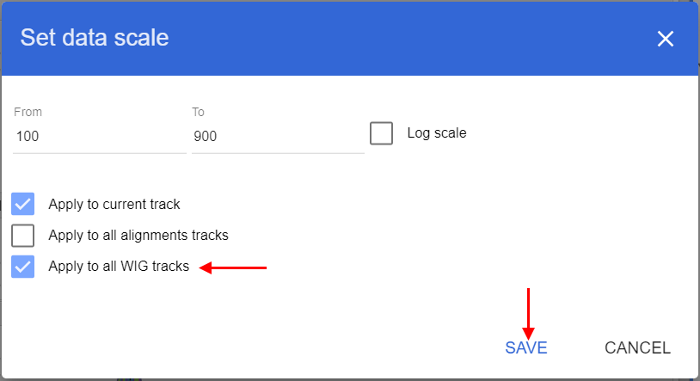 Set data scale
From To
100 900 Log scale
Apply to current track
Apply to all alignments tracks
Apply to all WIG tracks
SAVE CANCEL